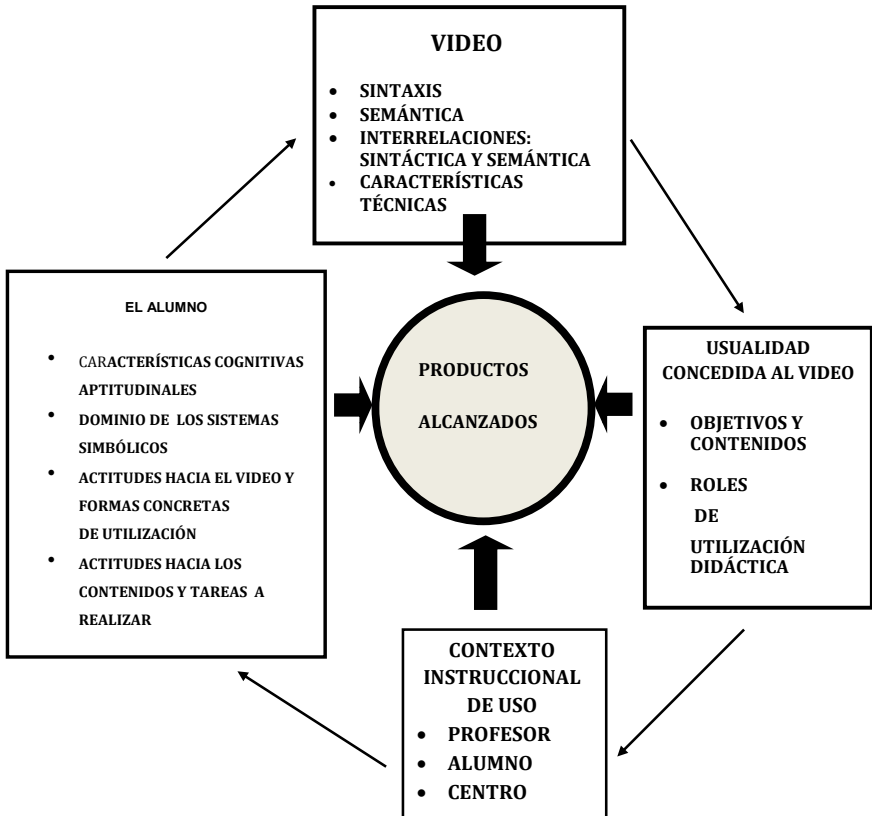 VIDEO
• SINTAXIS
• SEMÁNTICA
• INTERRELACIONES:
SINTÁCTICA Y SEMÁNTICA
• CARACTERÍSTICAS
TÉCNICAS
EL ALUMNO
• CARACTERÍSTICAS COGNITIVAS
APTITUDINALES
• DOMINIO DE LOS SISTEMAS
SIMBÓLICOS
• ACTITUDES HACIA EL VIDEO Y
FORMAS CONCRETAS
DE UTILIZACIÓN
• ACTITUDES HACIA LOS
CONTENIDOS Y TAREAS A
REALIZAR
PRODUCTOS
ALCANZADOS
USUALIDAD
CONCEDIDA AL VIDEO
• OBJETIVOS Y
CONTENIDOS
• ROLES
DE
UTILIZACIÓN
DIDÁCTICA
CONTEXTO
INSTRUCCIONAL
DE USO
• PROFESOR
• ALUMNO
• CENTRO